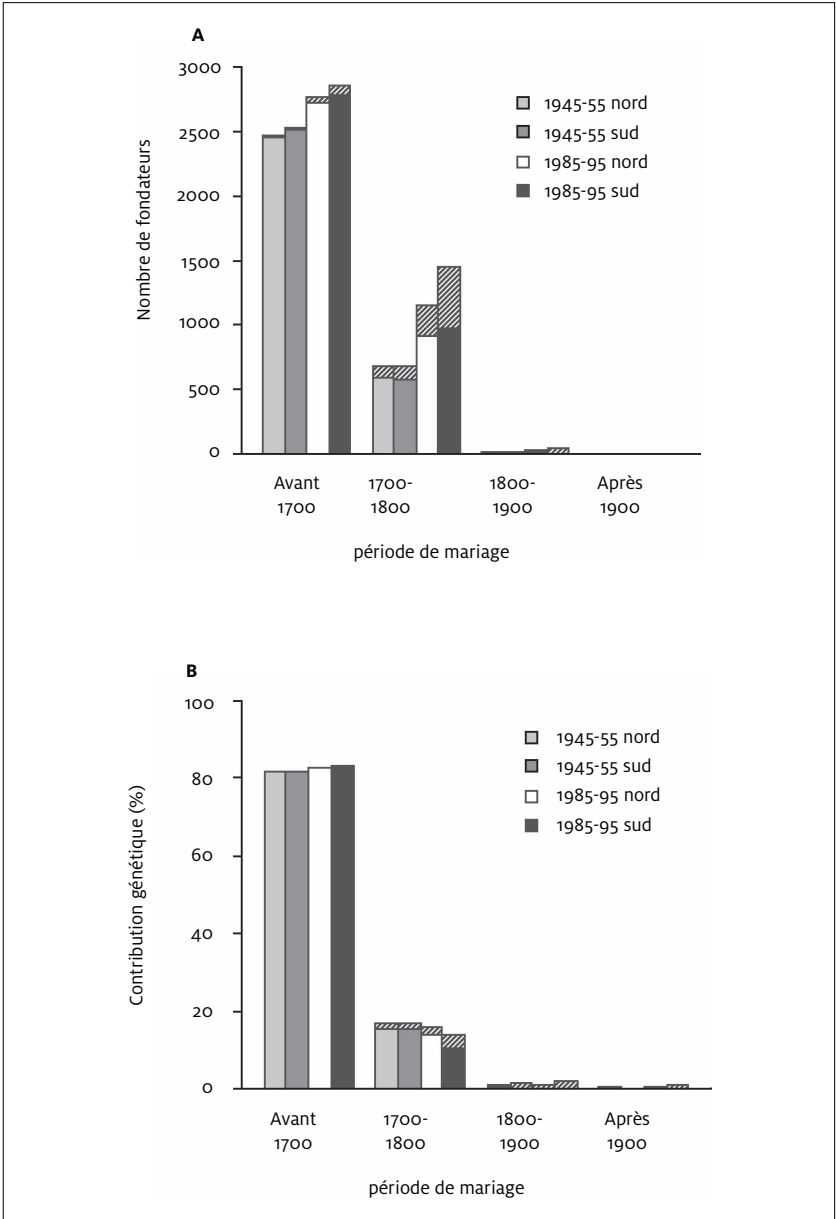 A
3000
2500
2000
1500
1000
500
0
Nombre de fondateurs
1945-55 nord
1945-55 sud
1985-95 nord
1985-95 sud
Avant
1700
1700-
1800
1800-
1900
Après
1900
période de mariage
B
100
80
60
40
20
0
Contribution génétique (%)
1945-55 nord
1945-55 sud
1985-95 nord
1985-95 sud
Avant
1700
1700-
1800
1800-
1900
Après
1900
période de mariage